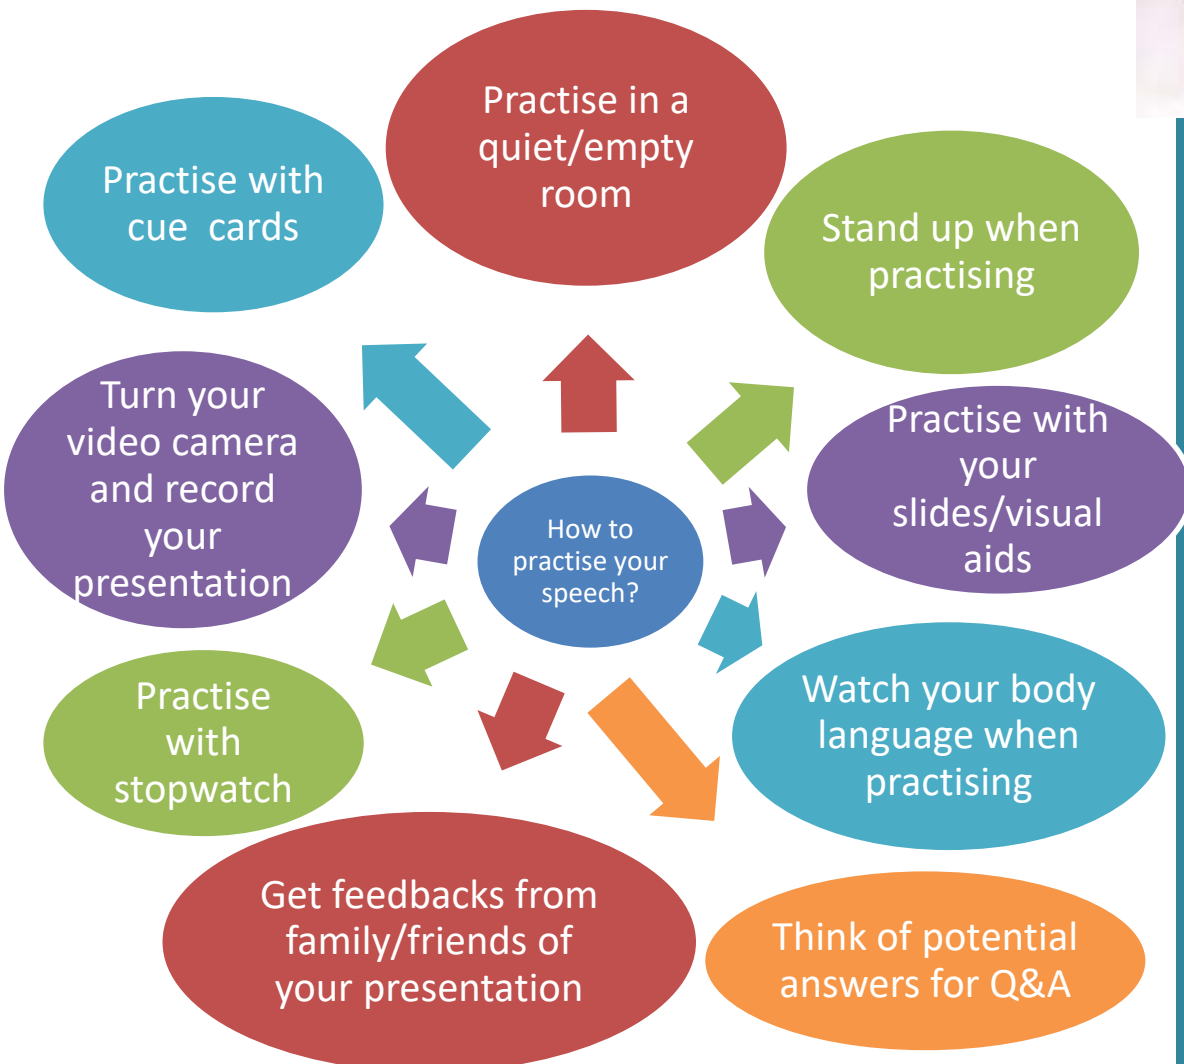 How to
practise your
speech?
Practise in a
quiet/empty
room
Stand up when
practising
Practise with
your
slides/visual
aids
Watch your body
language when
practising
Think of potential
answers for Q&A
Get feedbacks from
family/friends of
your presentation
Practise
with
stopwatch
Turn your
video camera
and record
your
presentation
Practise with
cue cards